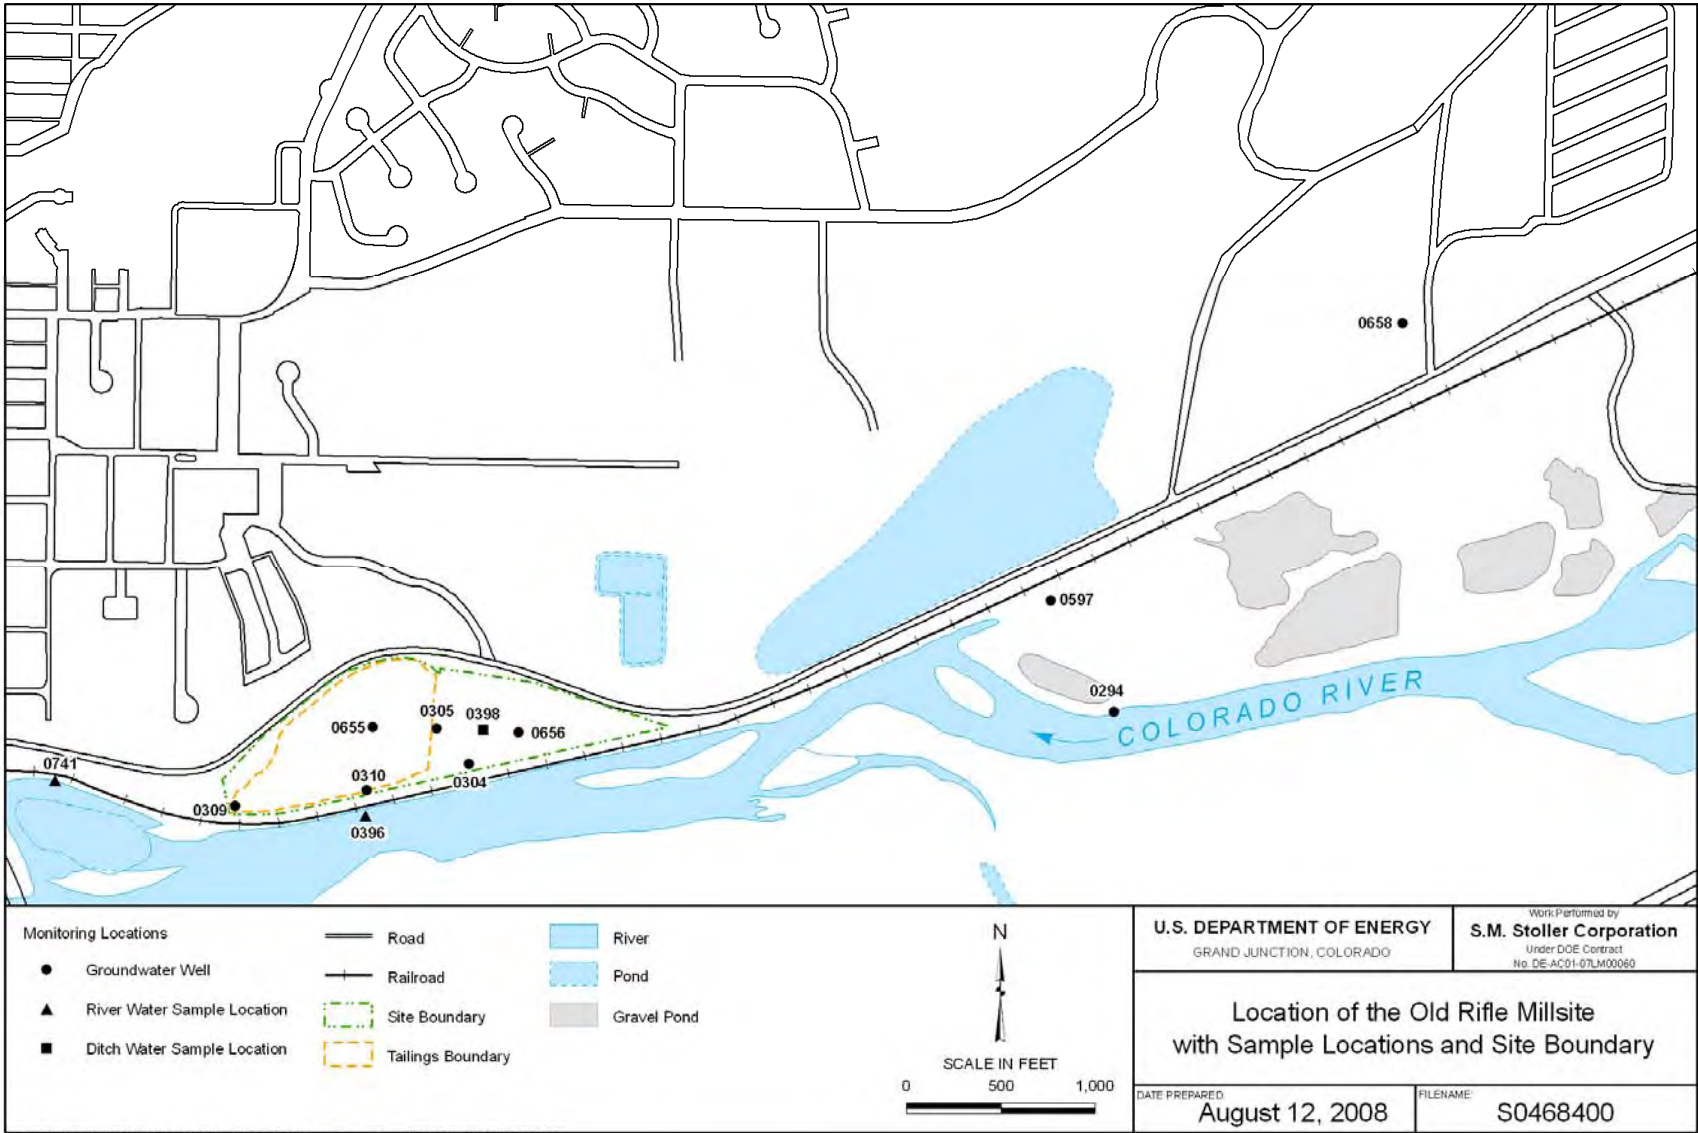 0658
0597
0294
COLORADO RIVER
0305
0398
0655
0656
0741
0310
0304
0309
0396
Monitoring Locations
Groundwater Well
River Water Sample Location
Ditch Water Sample Location
Road
Railroad
Site Boundary
Tailings Boundary
River
Pond
Gravel Pond
N
SCALE IN FEET
0 500 1,000
U.S. DEPARTMENT OF ENERGY
GRAND JUNCTION, COLORADO
Work Performed by
S.M. Stoller Corporation
Under DOE Contract
No. DE-AC01-07LM00060
Location of the Old Rifle Millsite
with Sample Locations and Site Boundary
DATE PREPARED:
August 12, 2008
FILENAME:
S0468400